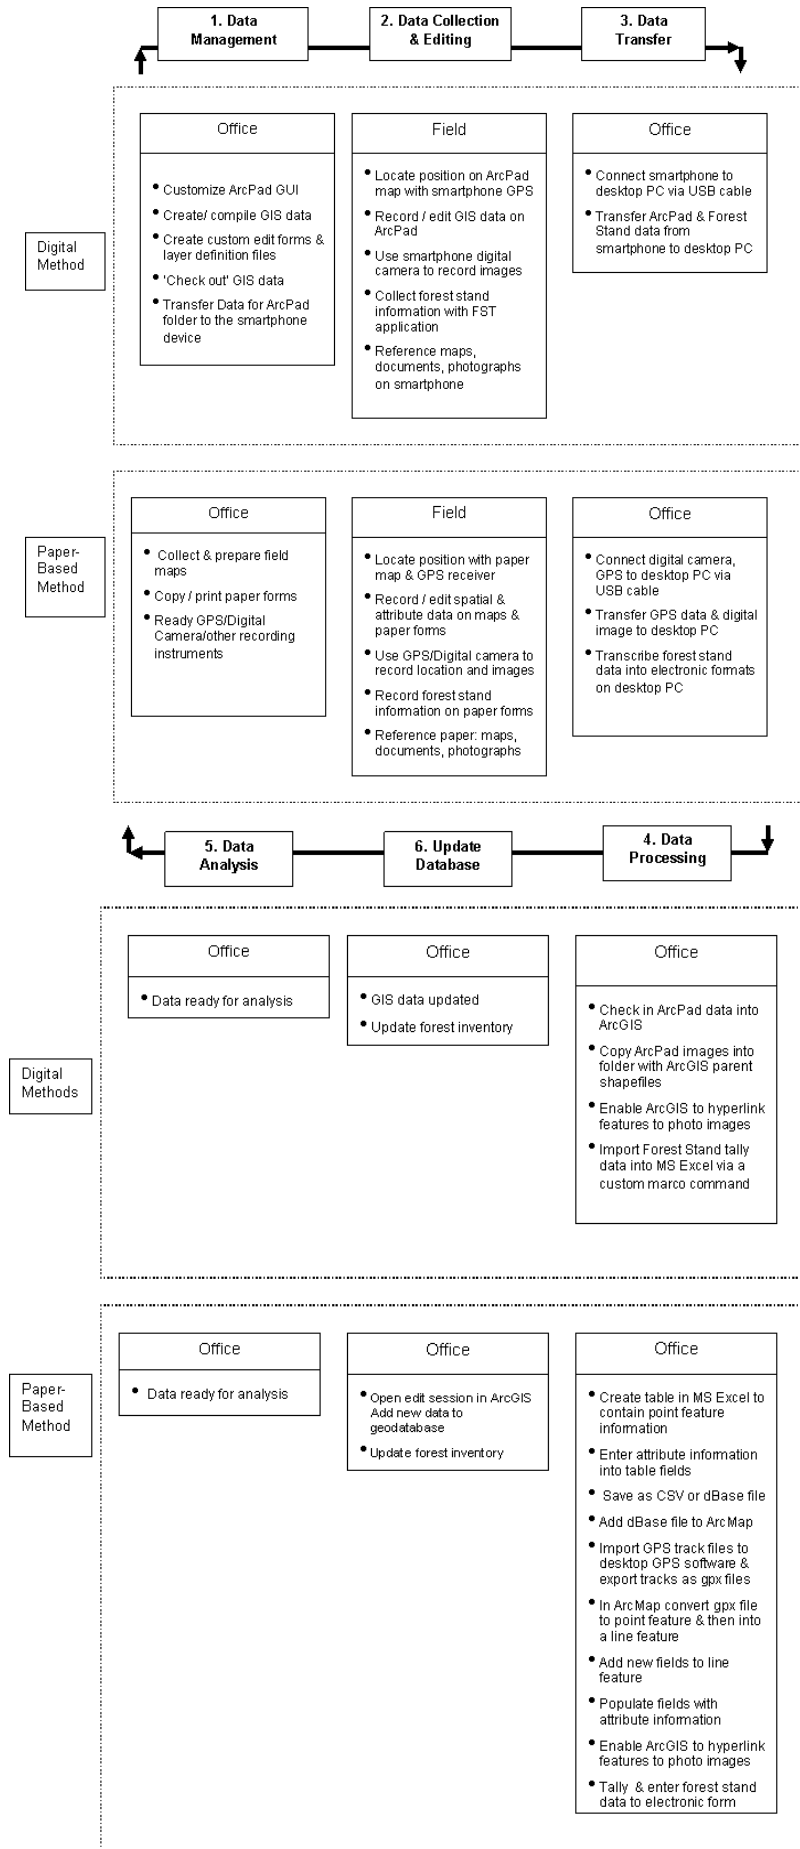 1. Data
Management
2. Data Collection
& Editing
3. Data
Transfer
Digital
Method
Office
Customize ArcPad GUI
Create/ compile GIS data
Create custom edit forms &
layer definition files
'Check out' GIS data
Transfer Data for ArcPad
folder to the smartphone
device
Field
Locate position on ArcPad
map with smartphone GPS
Record / edit GIS data on
ArcPad
Use smartphone digital
camera to record images
Collect forest stand
information with FST
application
Reference maps,
documents, photographs
on smartphone
Office
Connect smartphone to
desktop PC via USB cable
Transfer ArcPad & Forest
Stand data from
smartphone to desktop PC
Paper-
Based
Method
Office
Collect & prepare field
maps
Copy / print paper forms
Ready GPS/Digital
Camera/other recording
instruments
Field
Locate position with paper
map & GPS receiver
Record / edit spatial &
attribute data on maps &
paper forms
Use GPS/Digital camera to
record location and images
Record forest stand
information on paper forms
Reference paper: maps,
documents, photographs
Office
Connect digital camera,
GPS to desktop PC via
USB cable
Transfer GPS data & digital
image to desktop PC
Transcribe forest stand
data into electronic formats
on desktop PC
5. Data
Analysis
6. Update
Database
4. Data
Processing
Digital
Methods
Office
Data ready for analysis
Office
GIS data updated
Update forest inventory
Office
Check in ArcPad data into
ArcGIS
Copy ArcPad images into
folder with ArcGIS parent
shapefiles
Enable ArcGIS to hyperlink
features to photo images
Import Forest Stand tally
data into MS Excel via a
custom marco command
Paper-
Based
Method
Office
Data ready for analysis
Office
Open edit session in ArcGIS
Add new data to
geodatabase
Update forest inventory
Office
Create table in MS Excel to
contain point feature
information
Enter attribute information
into table fields
Save as CSV or dBase file
Add dBase file to ArcMap
Import GPS track files to
desktop GPS software &
export tracks as gpx files
In ArcMap convert gpx file
to point feature & then into
a line feature
Add new fields to line
feature
Populate fields with
attribute information
Enable ArcGIS to hyperlink
features to photo images
Tally & enter forest stand
data to electronic form